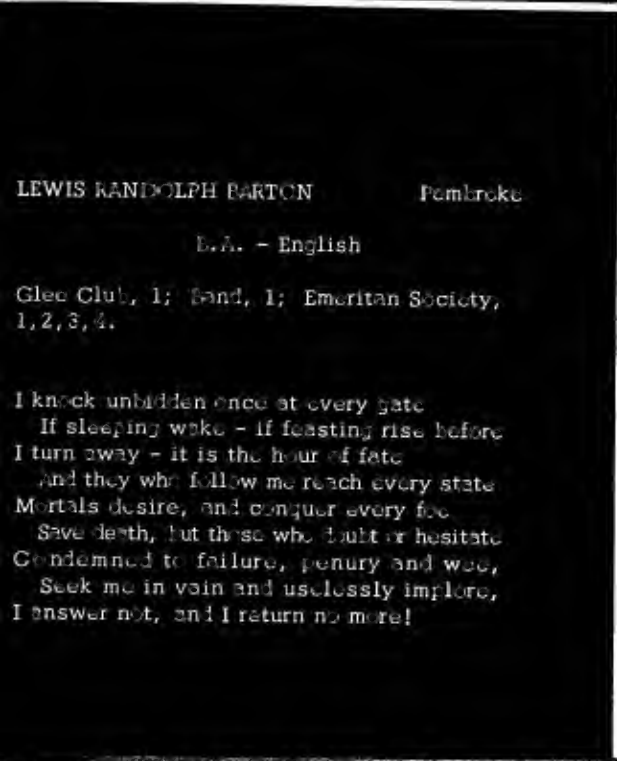 LEWIS RANDOLPH BARTON Pembroke
B.A. - English
Glee Club, 1; Band, 1; Emeritan Society,
1,2,3,4.
I knock unbidden once at every gate
If sleeping wake - if feasting rise before
I turn away - it is the hour of fate
And they who follow me reach every state
Mortals desire, and conquer every foe
Save death, but those who doubt or hesitate
Condemned to failure, penury and woe,
Seek me in vain and uselessly implore,
I answer not, and I return no more!